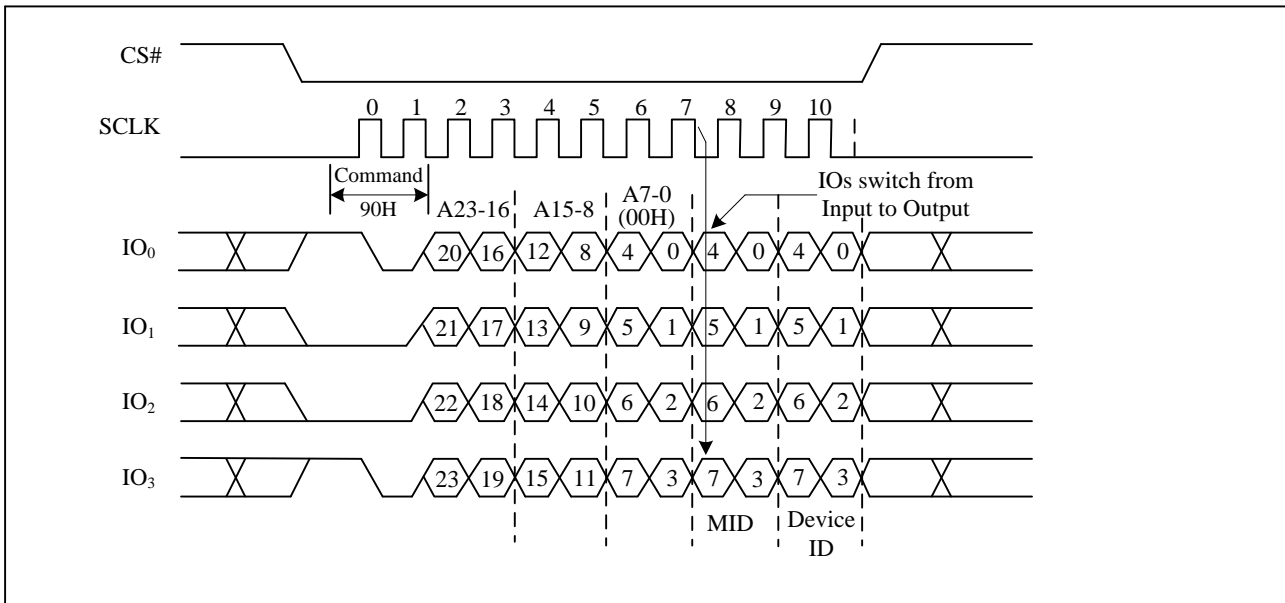 CS#
0 1 2 3 4 5 6 7 8 9 10
SCLK
Command
90H
A23-16
A15-8
A7-0
(00H)
IOs switch from
Input to Output
IO₀
20 16 12 8 4 0 4 0 4 0
IO₁
21 17 13 9 5 1 5 1 5 1
IO₂
22 18 14 10 6 2 6 2 6 2
IO₃
23 19 15 11 7 3 7 3 7 3
MID
Device
ID